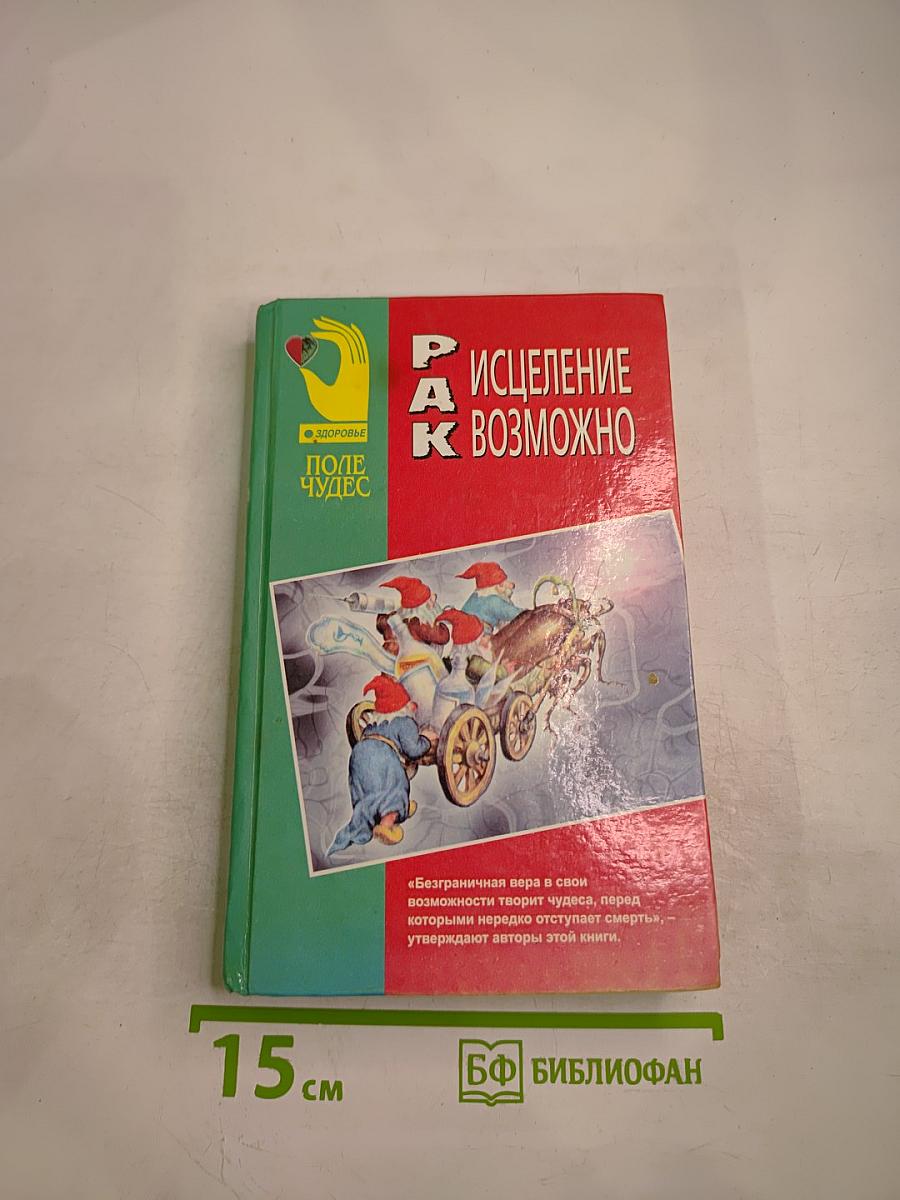 ЗДОРОВЬЕ
ПОЛЕ
ЧУДЕС
РАК
ИСЦЕЛЕНИЕ
ВОЗМОЖНО
«Безграничная вера в свои
возможности творит чудеса, перед
которыми нередко отступает смерть», –
утверждают авторы этой книги.
15 см
БФ БИБЛИОФАН